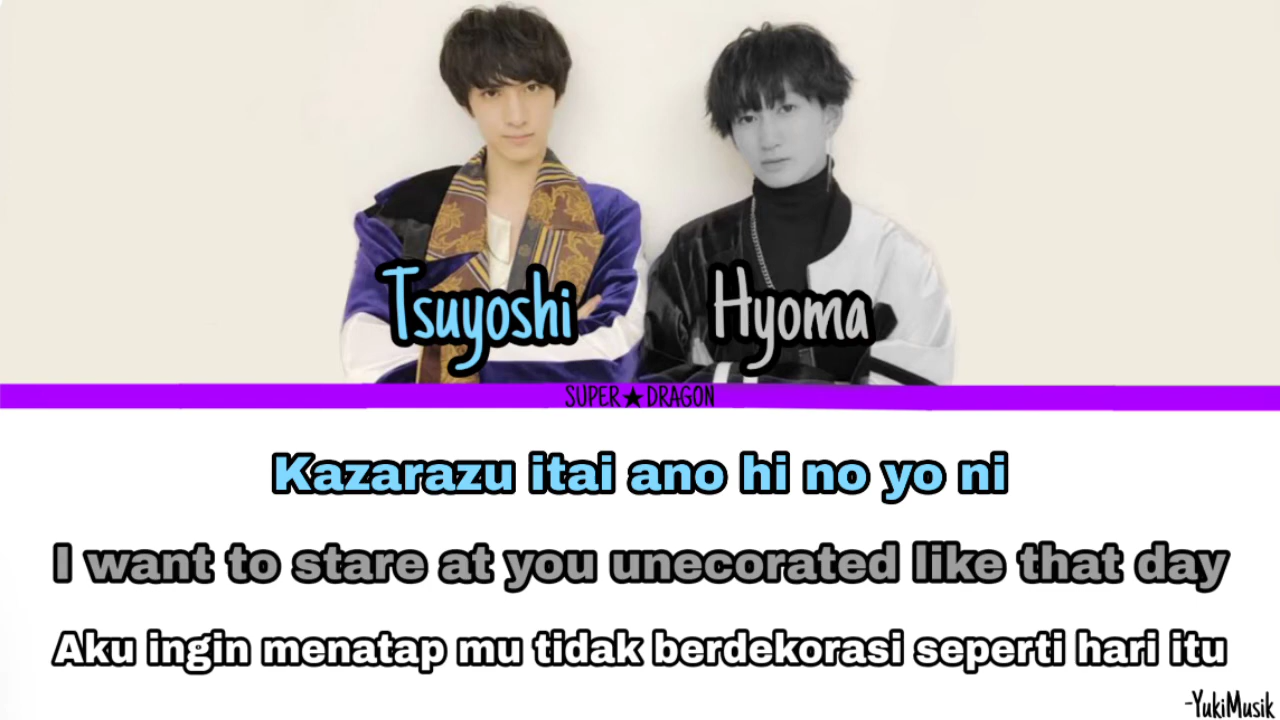 Tsuyoshi Hyoma
SUPER★DRAGON
Kazarazu itai ano hi no yo ni
I want to stare at you unecorated like that day
Aku ingin menatap mu tidak berdekorasi seperti hari itu
-YukiMusik